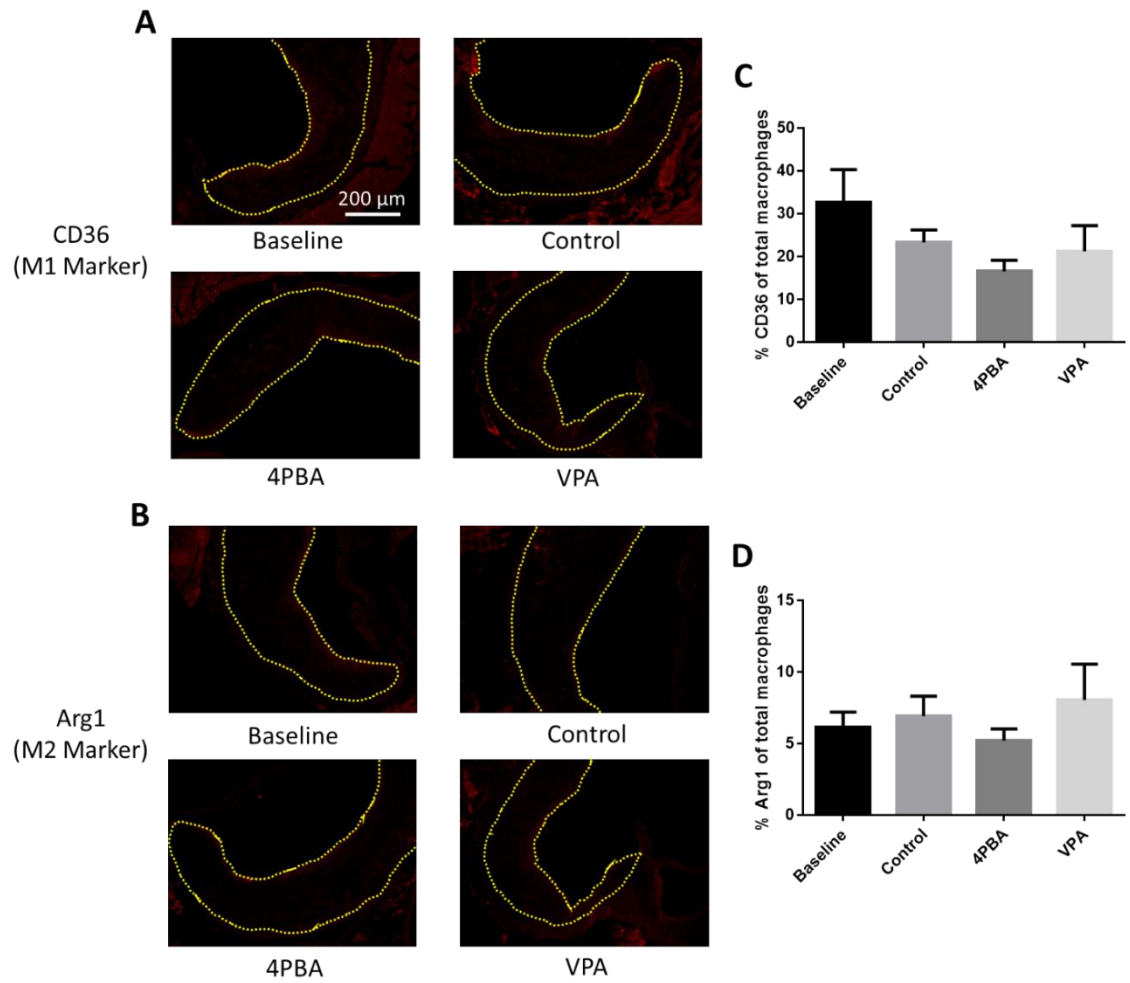 A
CD36
(M1 Marker)
200 µm
Baseline
Control
4PBA
VPA
B
Arg1
(M2 Marker)
Baseline
Control
4PBA
VPA
C
% CD36 of total macrophages
50
40
30
20
10
0
Baseline
Control
4PBA
VPA
D
% Arg1 of total macrophages
15
10
5
0
Baseline
Control
4PBA
VPA